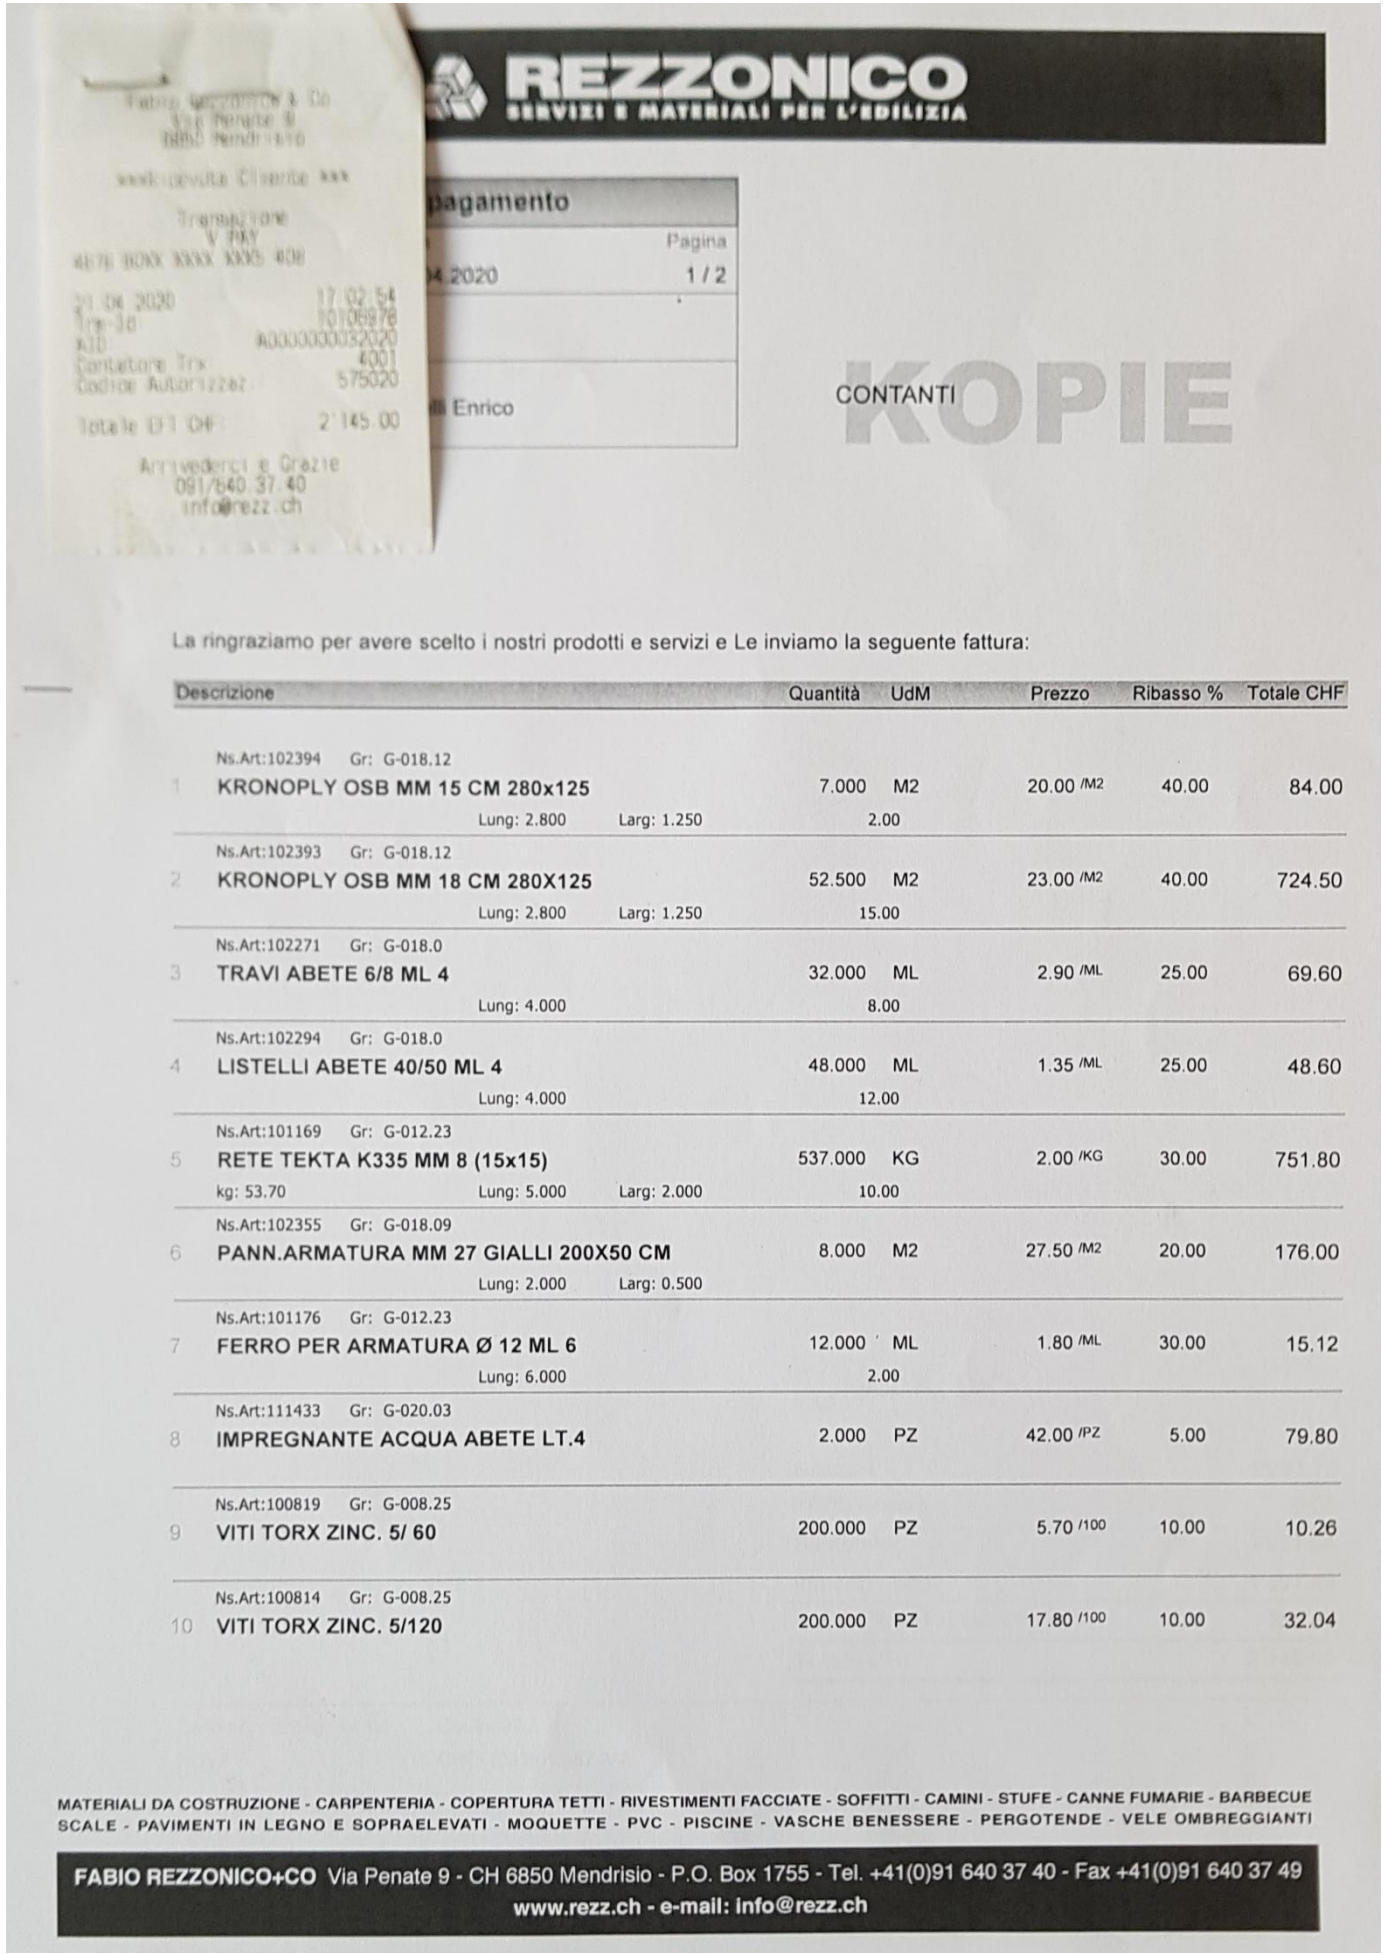 REZZONICO
SERVIZI E MATERIALI PER L'EDILIZIA
Fabio Rezzonico & Co
Via Penate 9
6850 Mendrisio
Cliente ***
Transazione
V PAY
2020 17:02:54
Trx-Id 10106978
AID A0000000032020
Contatore Trx 4001
Codice Autorizzaz. 575020
Totale EFT CHF: 2'145.00
Arrivederci e Grazie
091/640.37.40
info@rezz.ch
pagamento
Pagina
04.2020 1 / 2
Enrico
CONTANTI
KOPIE
La ringraziamo per avere scelto i nostri prodotti e servizi e Le inviamo la seguente fattura:
Descrizione Quantità UdM Prezzo Ribasso % Totale CHF
Ns.Art:102394 Gr: G-018.12
1 KRONOPLY OSB MM 15 CM 280x125 7.000 M2 20.00 /M2 40.00 84.00
Lung: 2.800 Larg: 1.250 2.00
Ns.Art:102393 Gr: G-018.12
2 KRONOPLY OSB MM 18 CM 280X125 52.500 M2 23.00 /M2 40.00 724.50
Lung: 2.800 Larg: 1.250 15.00
Ns.Art:102271 Gr: G-018.0
3 TRAVI ABETE 6/8 ML 4 32.000 ML 2.90 /ML 25.00 69.60
Lung: 4.000 8.00
Ns.Art:102294 Gr: G-018.0
4 LISTELLI ABETE 40/50 ML 4 48.000 ML 1.35 /ML 25.00 48.60
Lung: 4.000 12.00
Ns.Art:101169 Gr: G-012.23
5 RETE TEKTA K335 MM 8 (15x15) 537.000 KG 2.00 /KG 30.00 751.80
kg: 53.70 Lung: 5.000 Larg: 2.000 10.00
Ns.Art:102355 Gr: G-018.09
6 PANN.ARMATURA MM 27 GIALLI 200X50 CM 8.000 M2 27.50 /M2 20.00 176.00
Lung: 2.000 Larg: 0.500
Ns.Art:101176 Gr: G-012.23
7 FERRO PER ARMATURA Ø 12 ML 6 12.000 ML 1.80 /ML 30.00 15.12
Lung: 6.000 2.00
Ns.Art:111433 Gr: G-020.03
8 IMPREGNANTE ACQUA ABETE LT.4 2.000 PZ 42.00 /PZ 5.00 79.80
Ns.Art:100819 Gr: G-008.25
9 VITI TORX ZINC. 5/ 60 200.000 PZ 5.70 /100 10.00 10.26
Ns.Art:100814 Gr: G-008.25
10 VITI TORX ZINC. 5/120 200.000 PZ 17.80 /100 10.00 32.04
MATERIALI DA COSTRUZIONE - CARPENTERIA - COPERTURA TETTI - RIVESTIMENTI FACCIATE - SOFFITTI - CAMINI - STUFE - CANNE FUMARIE - BARBECUE
SCALE - PAVIMENTI IN LEGNO E SOPRAELEVATI - MOQUETTE - PVC - PISCINE - VASCHE BENESSERE - PERGOTENDE - VELE OMBREGGIANTI
FABIO REZZONICO+CO Via Penate 9 - CH 6850 Mendrisio - P.O. Box 1755 - Tel. +41(0)91 640 37 40 - Fax +41(0)91 640 37 49
www.rezz.ch - e-mail: info@rezz.ch